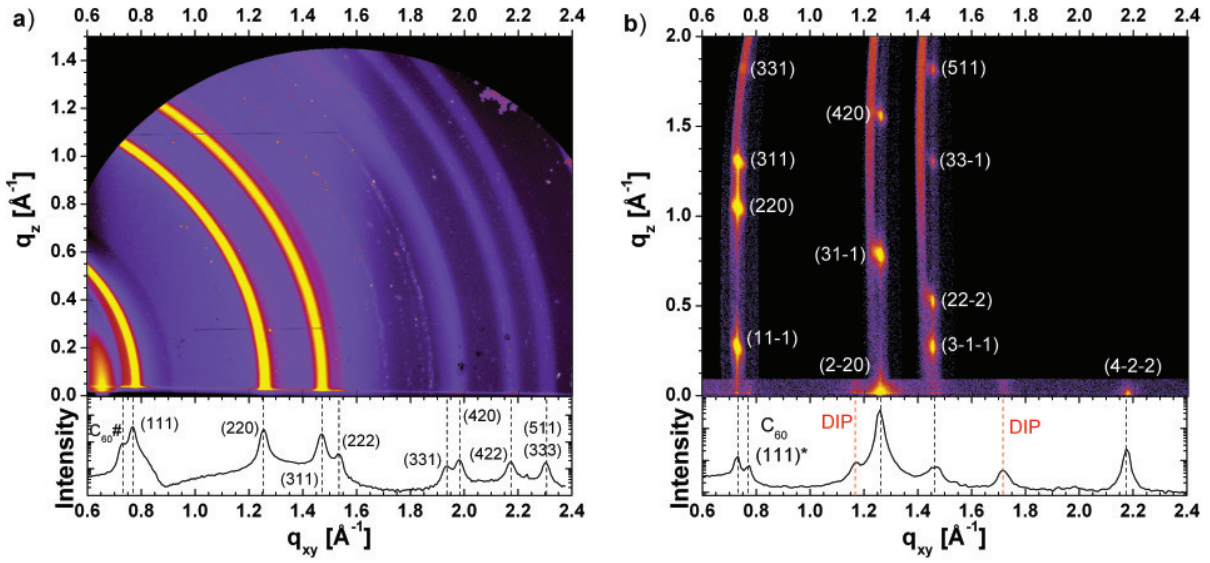 a)
0.6 0.8 1.0 1.2 1.4 1.6 1.8 2.0 2.2 2.4
1.4
1.2
1.0
0.8
0.6
0.4
0.2
0.0
q_z [Å⁻¹]
C₆₀#
(111)
(220)
(311)
(222)
(331)
(420)
(422)
(511)
(333)
Intensity
0.6 0.8 1.0 1.2 1.4 1.6 1.8 2.0 2.2 2.4
q_xy [Å⁻¹]
b)
0.6 0.8 1.0 1.2 1.4 1.6 1.8 2.0 2.2 2.4
2.0
1.5
1.0
0.5
0.0
q_z [Å⁻¹]
(331)
(511)
(420)
(311)
(33-1)
(220)
(31-1)
(22-2)
(11-1)
(3-1-1)
(2-20)
(4-2-2)
DIP
DIP
C₆₀
(111)*
Intensity
0.6 0.8 1.0 1.2 1.4 1.6 1.8 2.0 2.2 2.4
q_xy [Å⁻¹]